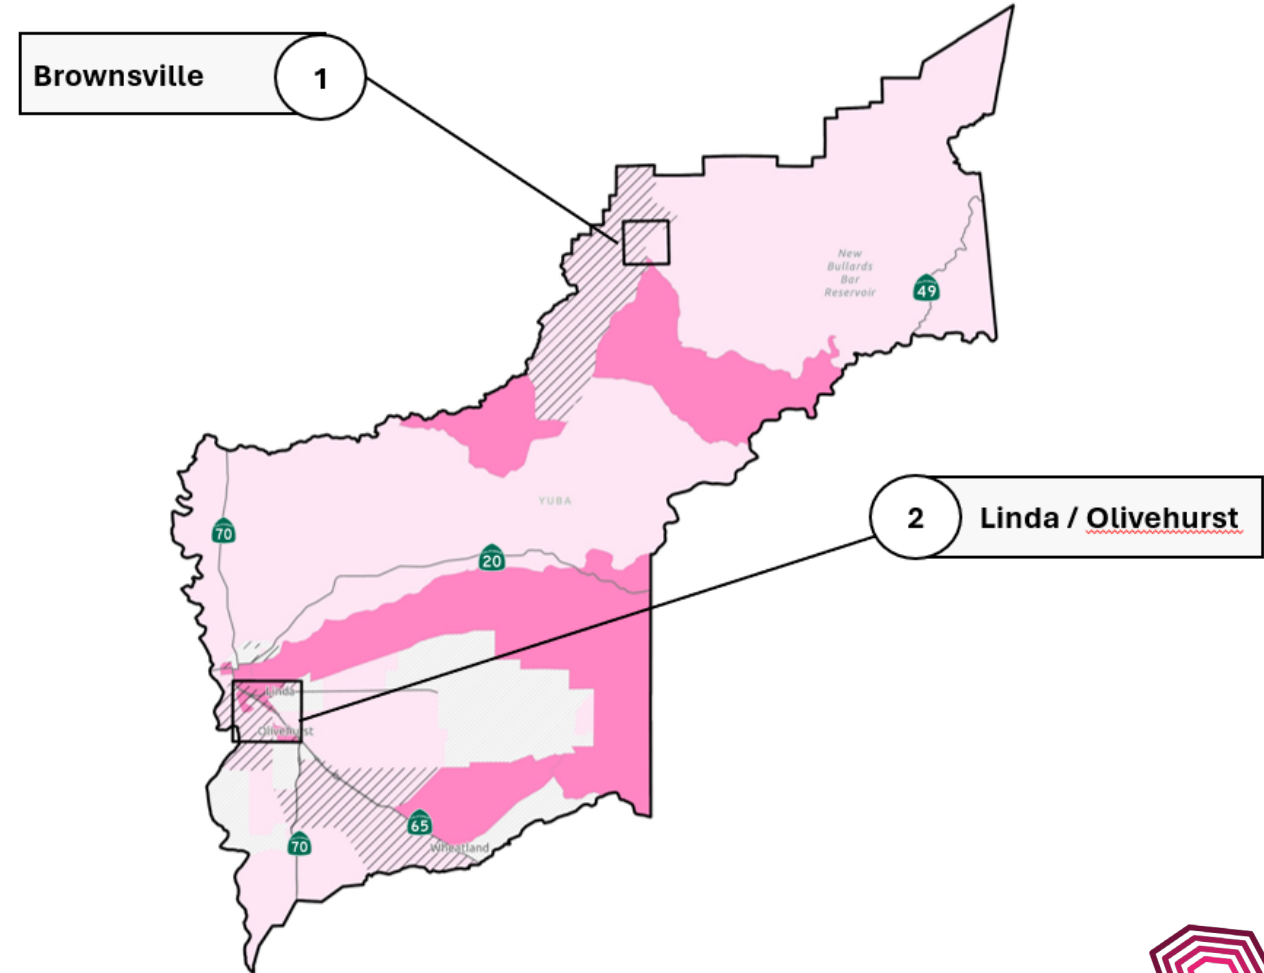 Brownsville
1
New
Bullards
Bar
Reservoir
49
2
Linda / Olivehurst
YUBA
70
20
Linda
Olivehurst
65
70
Wheatland